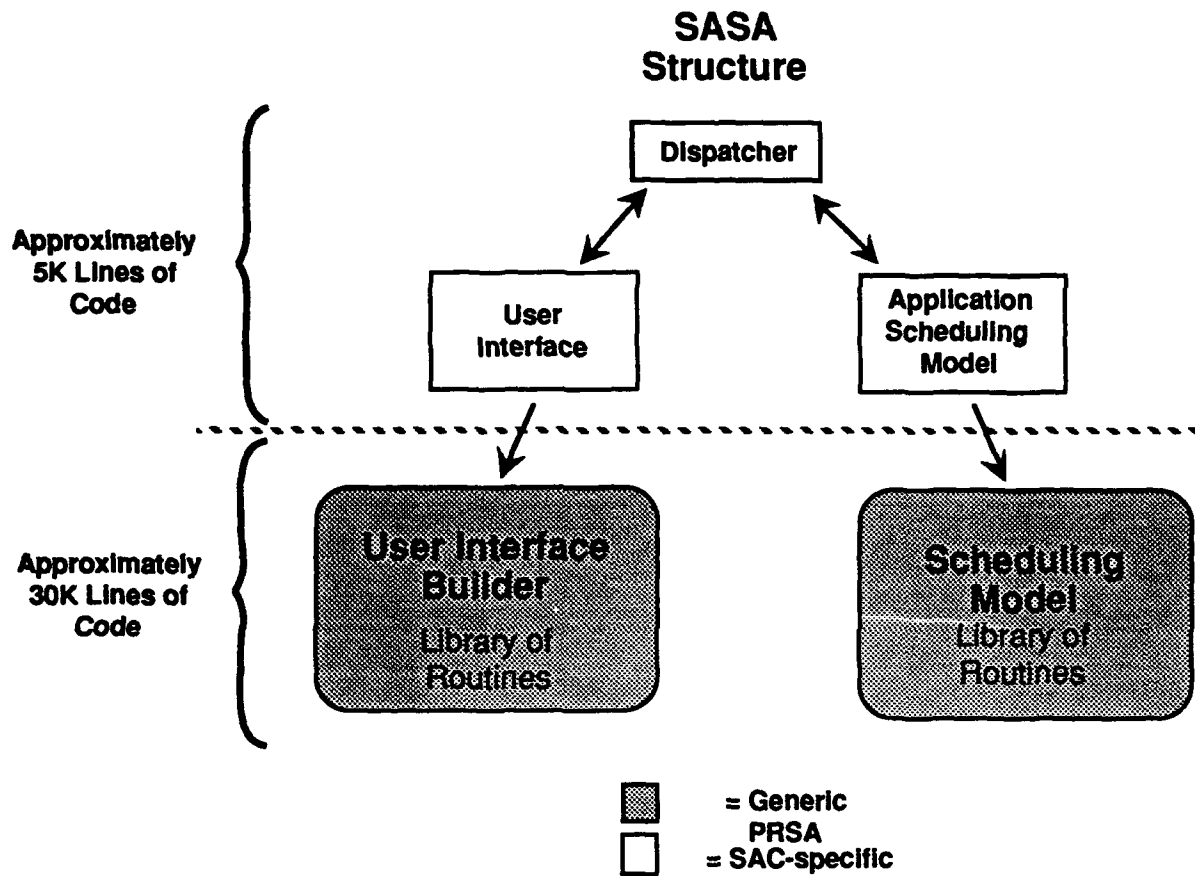 SASA
Structure
Dispatcher
Approximately
5K Lines of
Code
User
Interface
Application
Scheduling
Model
Approximately
30K Lines of
Code
User Interface
Builder
Library of
Routines
Scheduling
Model
Library of
Routines
= Generic
PRSA
= SAC-specific